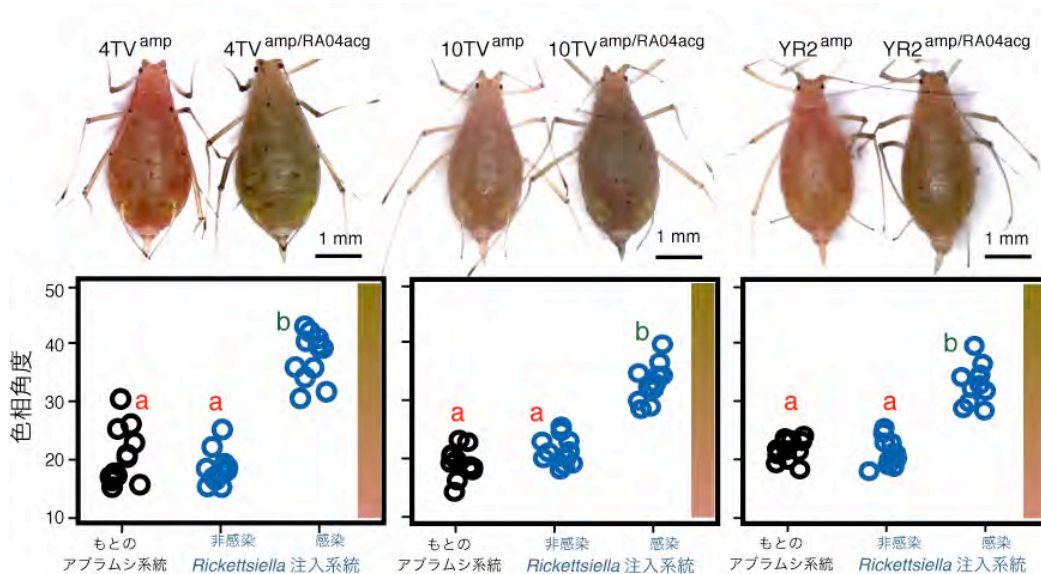 4TV^amp 4TV^amp/RA04acg 10TV^amp 10TV^amp/RA04acg YR2^amp YR2^amp/RA04acg
1 mm 1 mm 1 mm
色相角度
50
40
30
20
10
a a b
a a b
a a b
もとの 非感染 感染 もとの 非感染 感染 もとの 非感染 感染
アブラムシ系統 Rickettsiella 注入系統 アブラムシ系統 Rickettsiella 注入系統 アブラムシ系統 Rickettsiella 注入系統